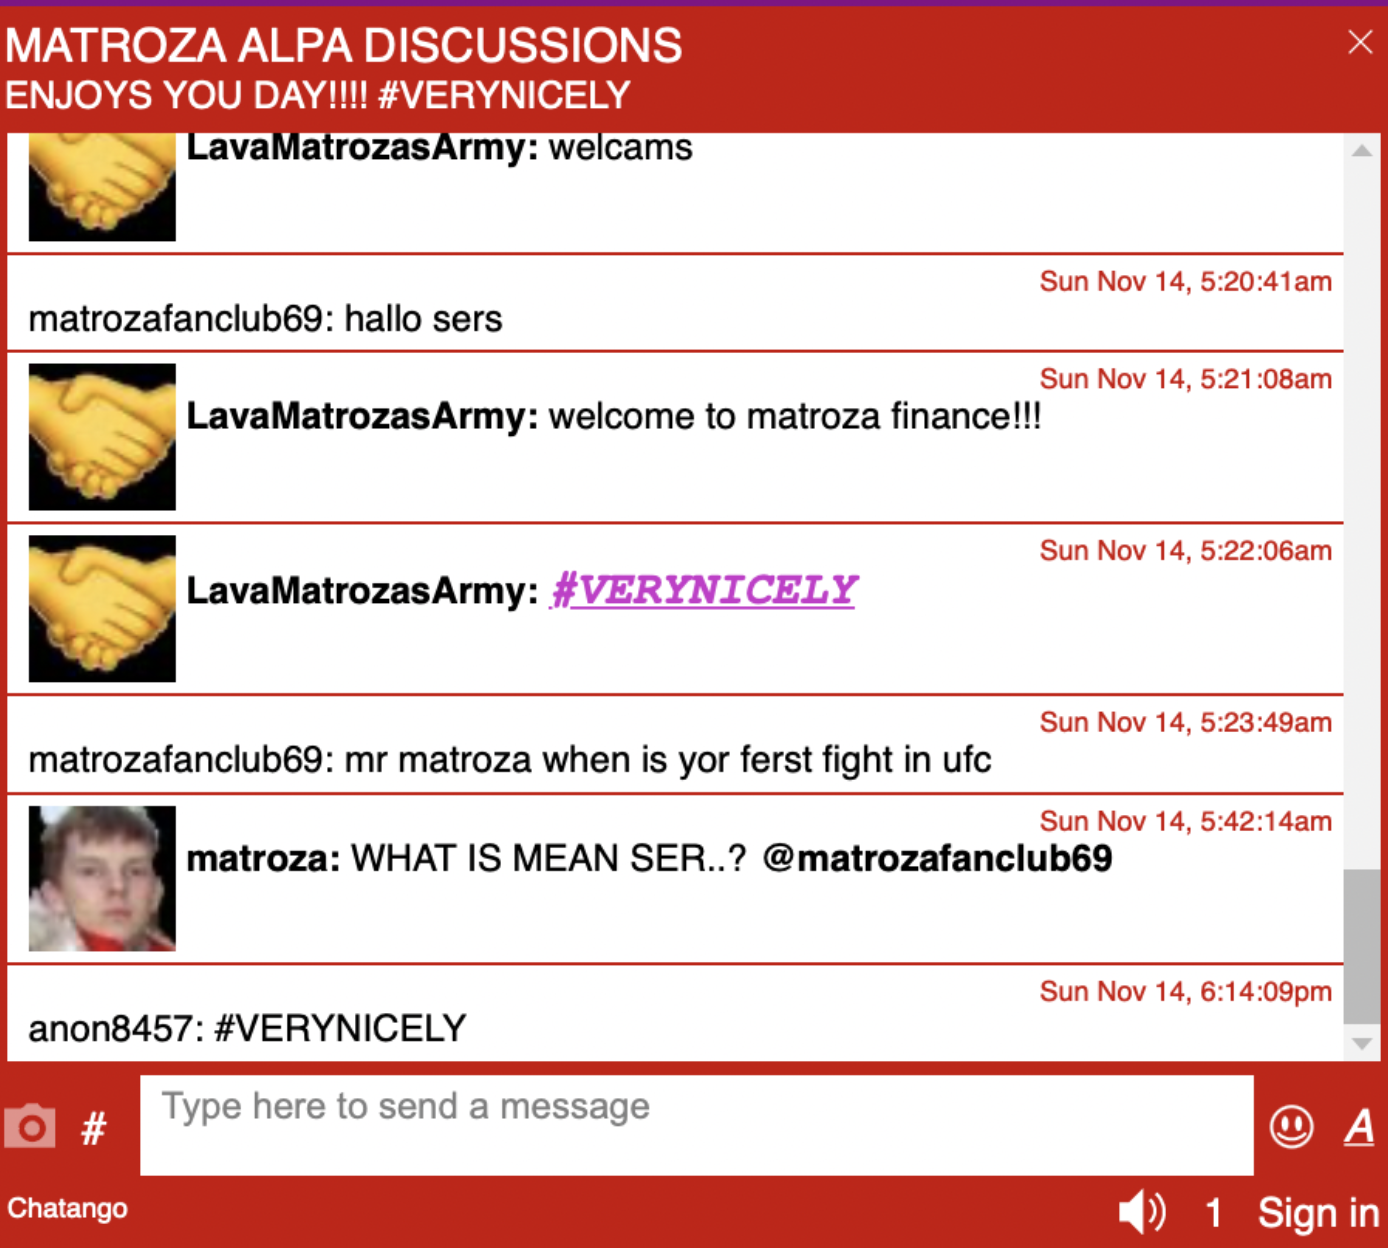 MATROZA ALPA DISCUSSIONS
ENJOYS YOU DAY!!!! #VERYNICELY
LavaMatrozasArmy: welcams
Sun Nov 14, 5:20:41am
matrozafanclub69: hallo sers
Sun Nov 14, 5:21:08am
LavaMatrozasArmy: welcome to matroza finance!!!
Sun Nov 14, 5:22:06am
LavaMatrozasArmy: #VERYNICELY
Sun Nov 14, 5:23:49am
matrozafanclub69: mr matroza when is yor ferst fight in ufc
Sun Nov 14, 5:42:14am
matroza: WHAT IS MEAN SER..? @matrozafanclub69
Sun Nov 14, 6:14:09pm
anon8457: #VERYNICELY
# Type here to send a message A
Chatango 1 Sign in